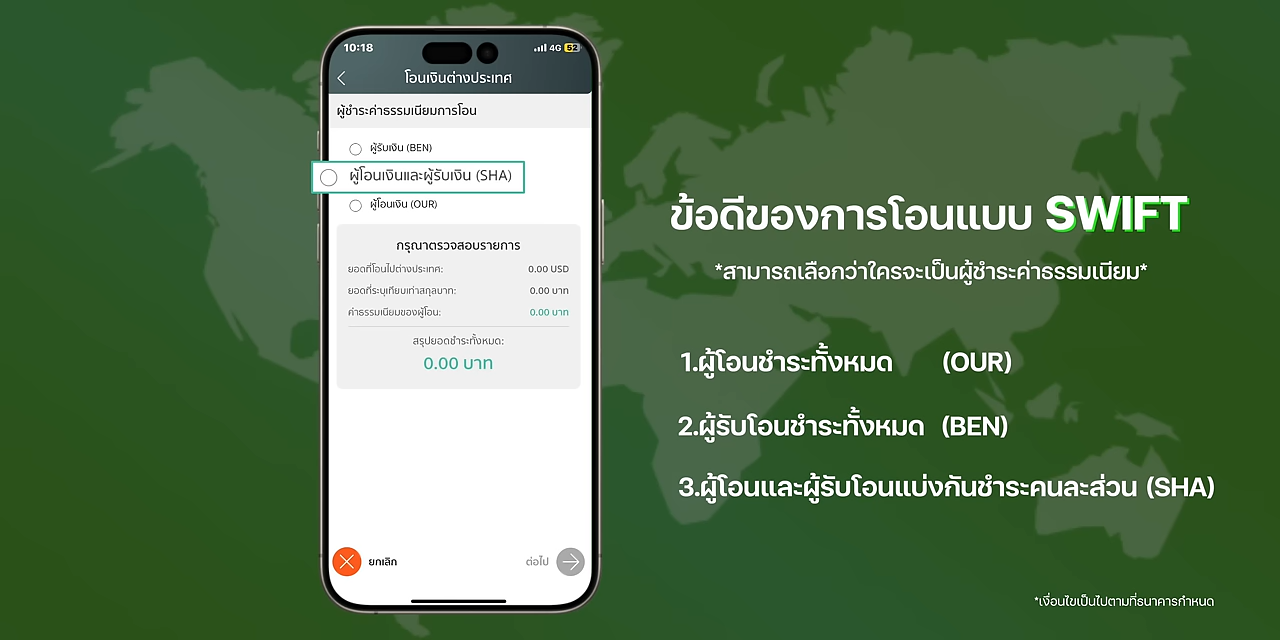 10:18
4G 52
โอนเงินต่างประเทศ
ผู้ชำระค่าธรรมเนียมการโอน
ผู้รับเงิน (BEN)
ผู้โอนเงินและผู้รับเงิน (SHA)
ผู้โอนเงิน (OUR)
กรุณาตรวจสอบรายการ
ยอดที่โอนไปต่างประเทศ: 0.00 USD
ยอดที่ระบุเทียบเท่าสกุลบาท: 0.00 บาท
ค่าธรรมเนียมของผู้โอน: 0.00 บาท
สรุปยอดชำระทั้งหมด:
0.00 บาท
ยกเลิก
ต่อไป
ข้อดีของการโอนแบบ SWIFT
*สามารถเลือกว่าใครจะเป็นผู้ชำระค่าธรรมเนียม*
1.ผู้โอนชำระทั้งหมด (OUR)
2.ผู้รับโอนชำระทั้งหมด (BEN)
3.ผู้โอนและผู้รับโอนแบ่งกันชำระคนละส่วน (SHA)
*เงื่อนไขเป็นไปตามที่ธนาคารกำหนด